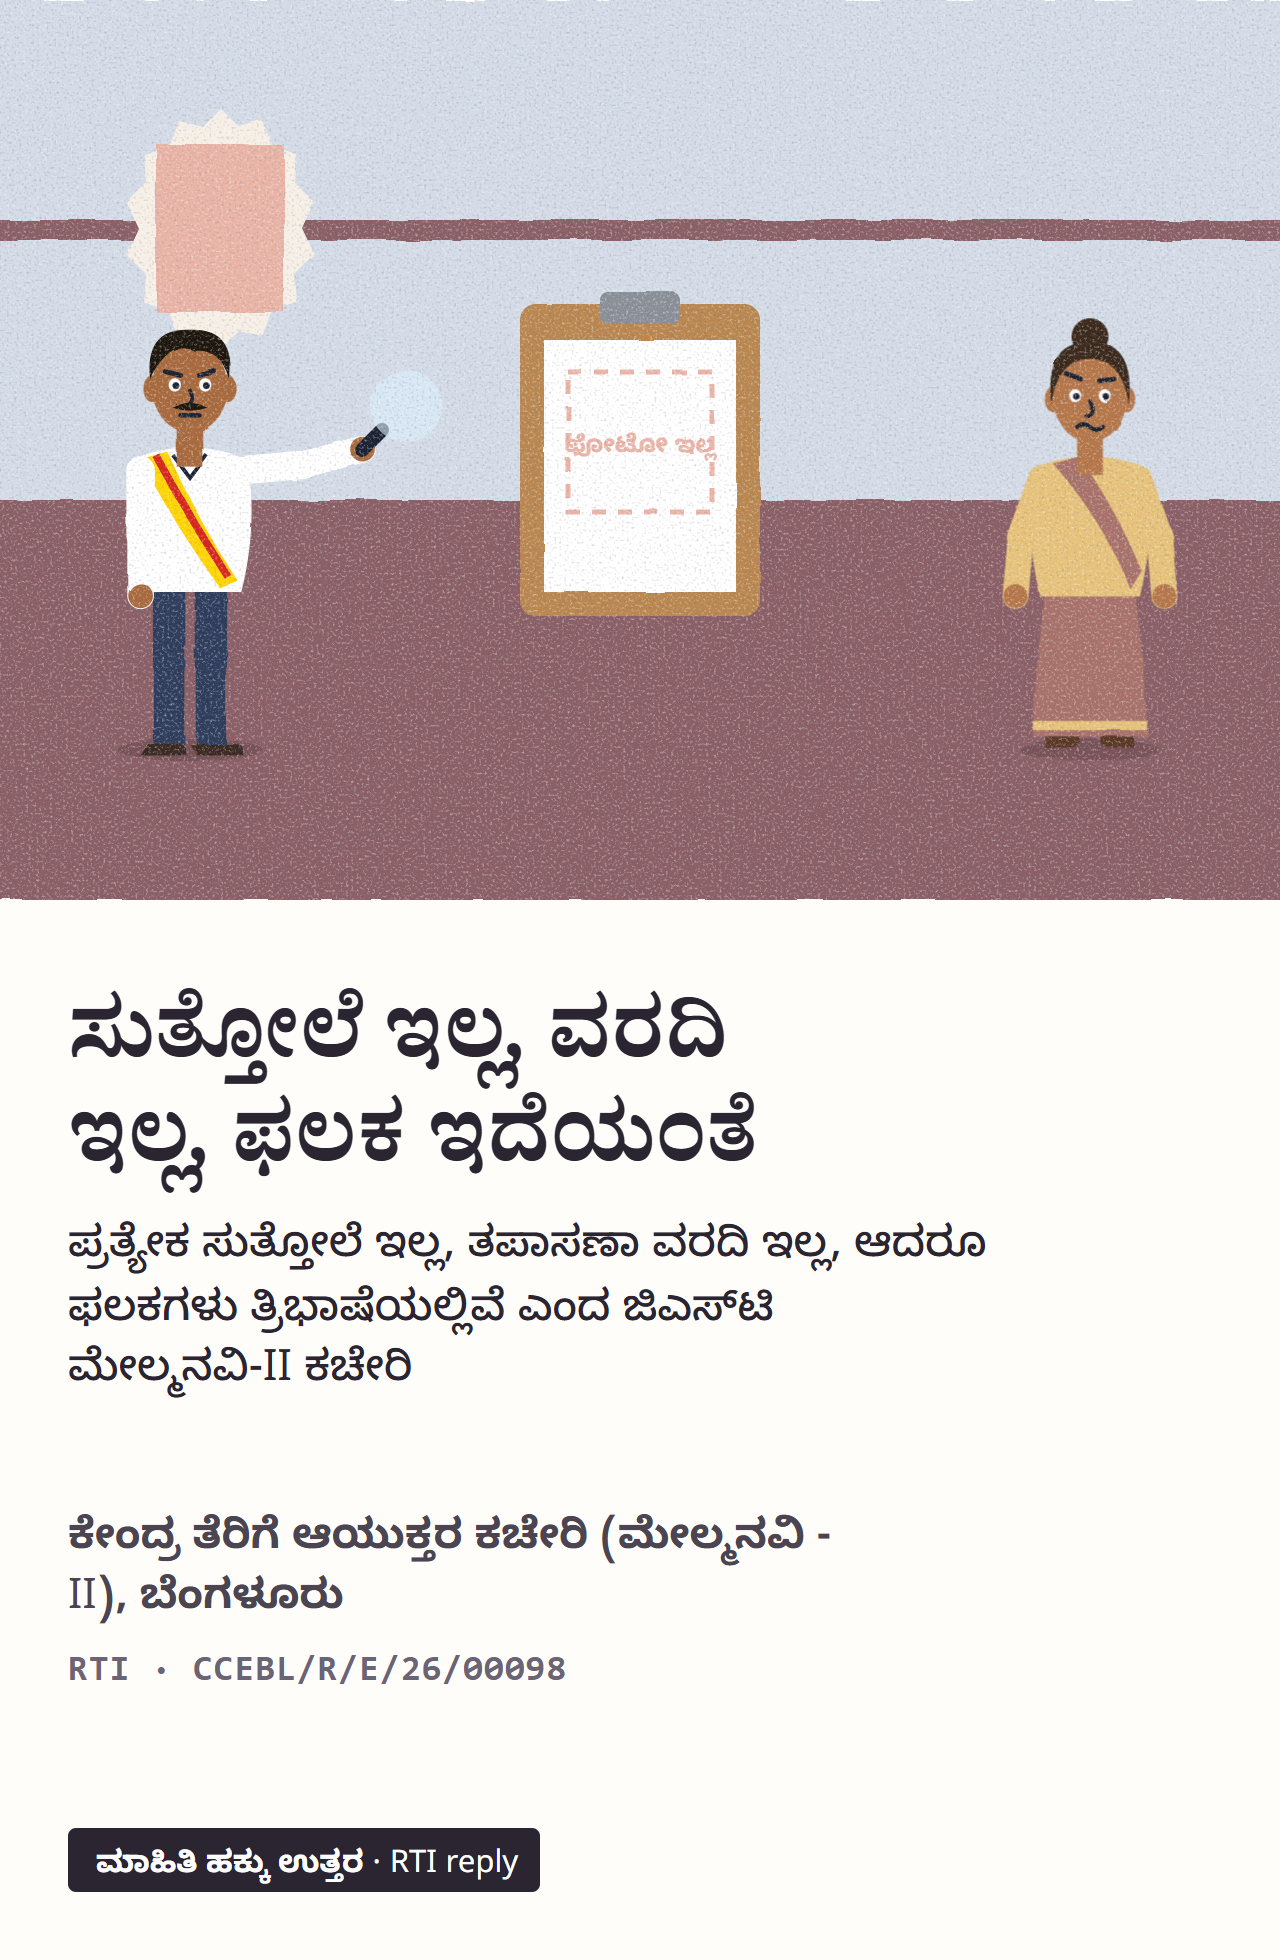 ಫೋಟೋ ಇಲ್ಲ
ಸುತ್ತೋಲೆ ಇಲ್ಲ, ವರದಿ
ಇಲ್ಲ, ಫಲಕ ಇದೆಯಂತೆ
ಪ್ರತ್ಯೇಕ ಸುತ್ತೋಲೆ ಇಲ್ಲ, ತಪಾಸಣಾ ವರದಿ ಇಲ್ಲ, ಆದರೂ
ಫಲಕಗಳು ತ್ರಿಭಾಷೆಯಲ್ಲಿವೆ ಎಂದ ಜಿಎಸ್‌ಟಿ
ಮೇಲ್ಮನವಿ-II ಕಚೇರಿ
ಕೇಂದ್ರ ತೆರಿಗೆ ಆಯುಕ್ತರ ಕಚೇರಿ (ಮೇಲ್ಮನವಿ -
II), ಬೆಂಗಳೂರು
RTI · CCEBL/R/E/26/00098
ಮಾಹಿತಿ ಹಕ್ಕು ಉತ್ತರ · RTI reply